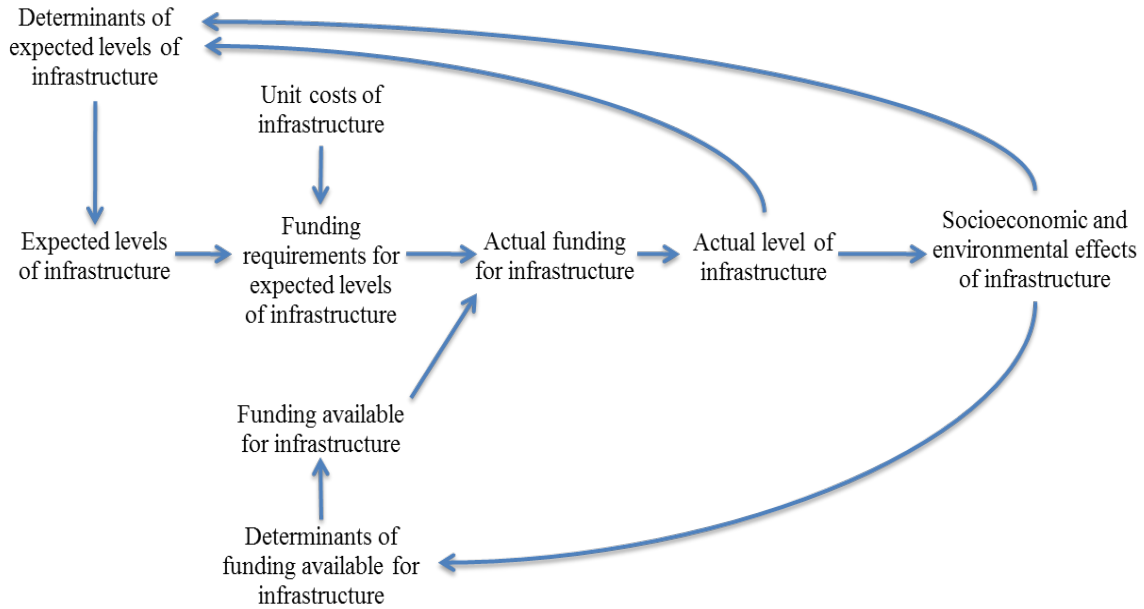 Determinants of
expected levels of
infrastructure
Unit costs of
infrastructure
Expected levels
of infrastructure
Funding
requirements for
expected levels
of infrastructure
Actual funding
for infrastructure
Actual level of
infrastructure
Socioeconomic and
environmental effects
of infrastructure
Funding available
for infrastructure
Determinants of
funding available for
infrastructure